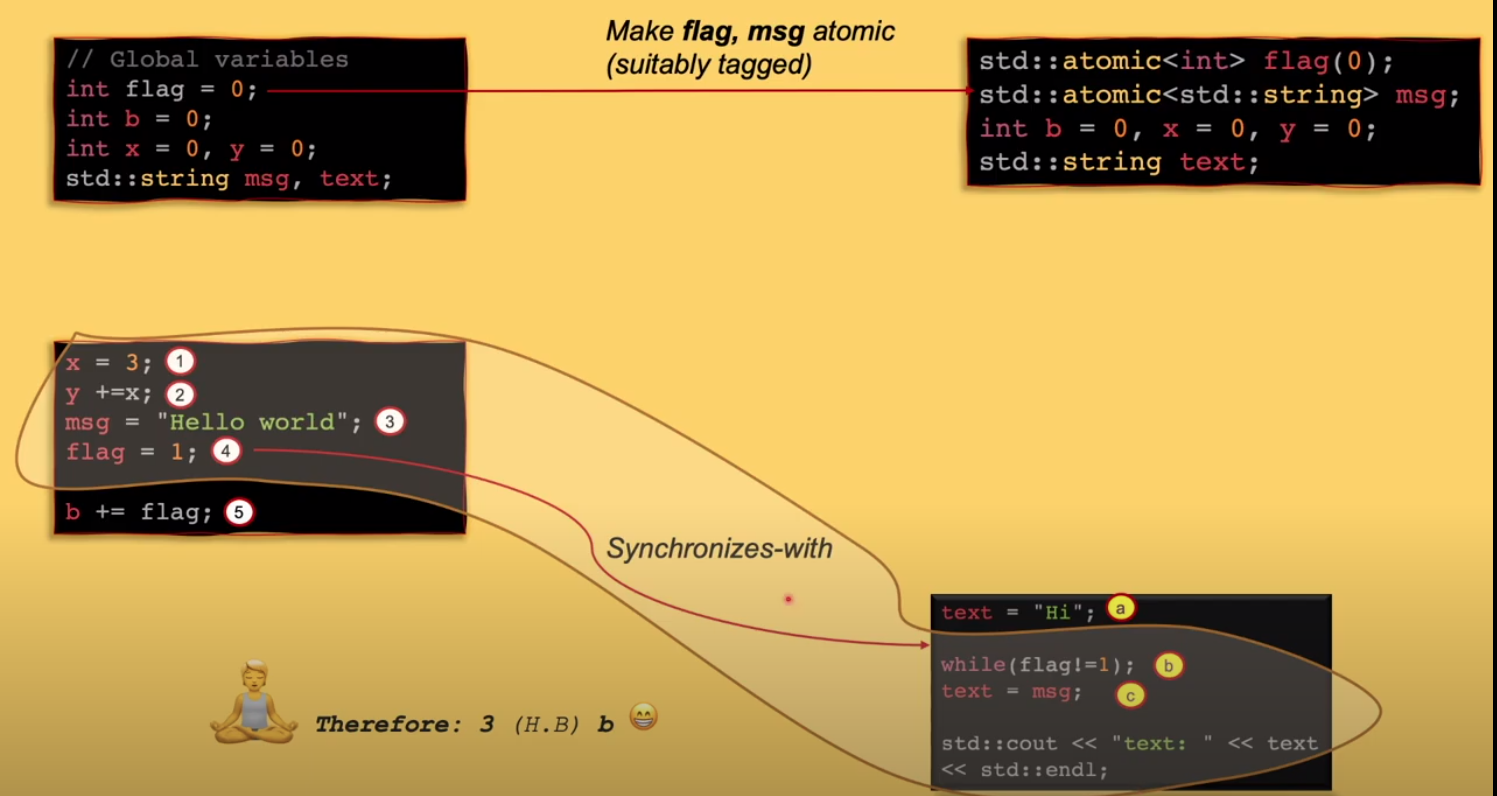 Make flag, msg atomic
(suitably tagged)
// Global variables
int flag = 0;
int b = 0;
int x = 0, y = 0;
std::string msg, text;
std::atomic<int> flag(0);
std::atomic<std::string> msg;
int b = 0, x = 0, y = 0;
std::string text;
x = 3; 1
y +=x; 2
msg = "Hello world"; 3
flag = 1; 4
b += flag; 5
Synchronizes-with
text = "Hi"; a
while(flag!=1); b
text = msg; c
std::cout << "text: " << text
<< std::endl;
Therefore: 3 (H.B) b